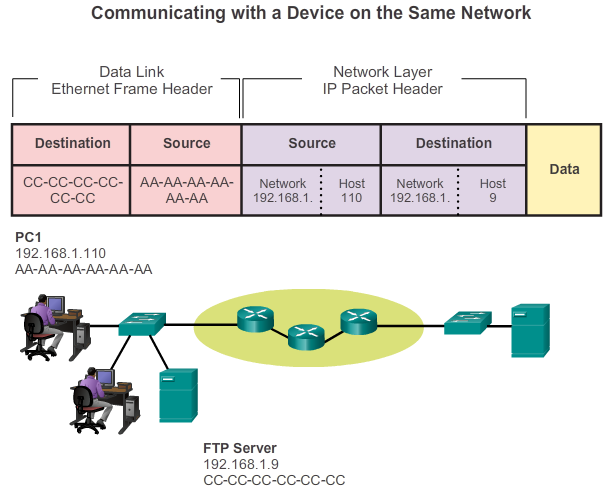 Communicating with a Device on the Same Network
Data Link
Ethernet Frame Header
Network Layer
IP Packet Header
Destination
Source
Source
Destination
Data
CC-CC-CC-CC-
CC-CC
AA-AA-AA-AA-
AA-AA
Network
192.168.1.
Host
110
Network
192.168.1.
Host
9
PC1
192.168.1.110
AA-AA-AA-AA-AA-AA
FTP Server
192.168.1.9
CC-CC-CC-CC-CC-CC